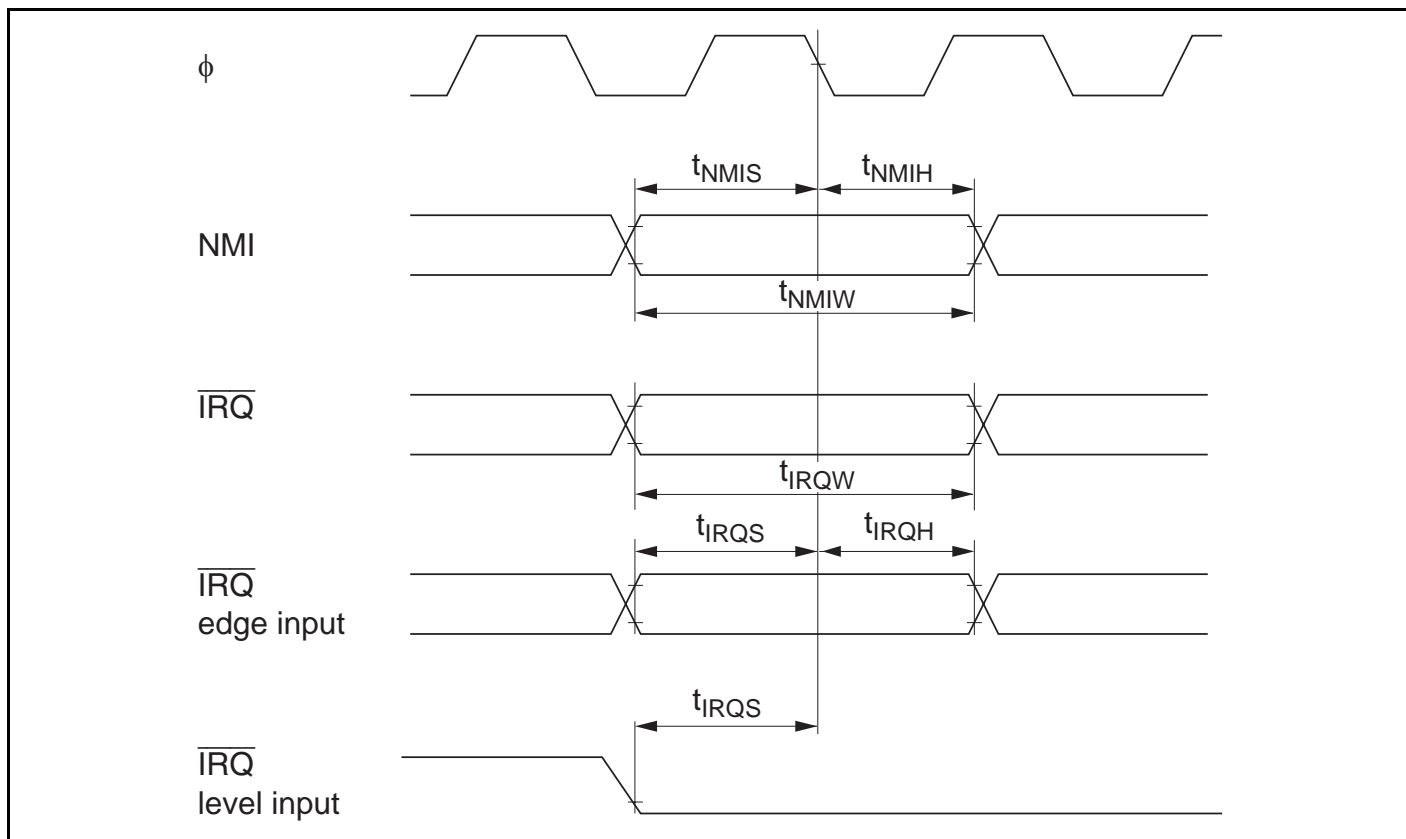 ϕ
tNMIS tNMIH
NMI
tNMIW
IRQ
tIRQW
tIRQS tIRQH
IRQ
edge input
tIRQS
IRQ
level input